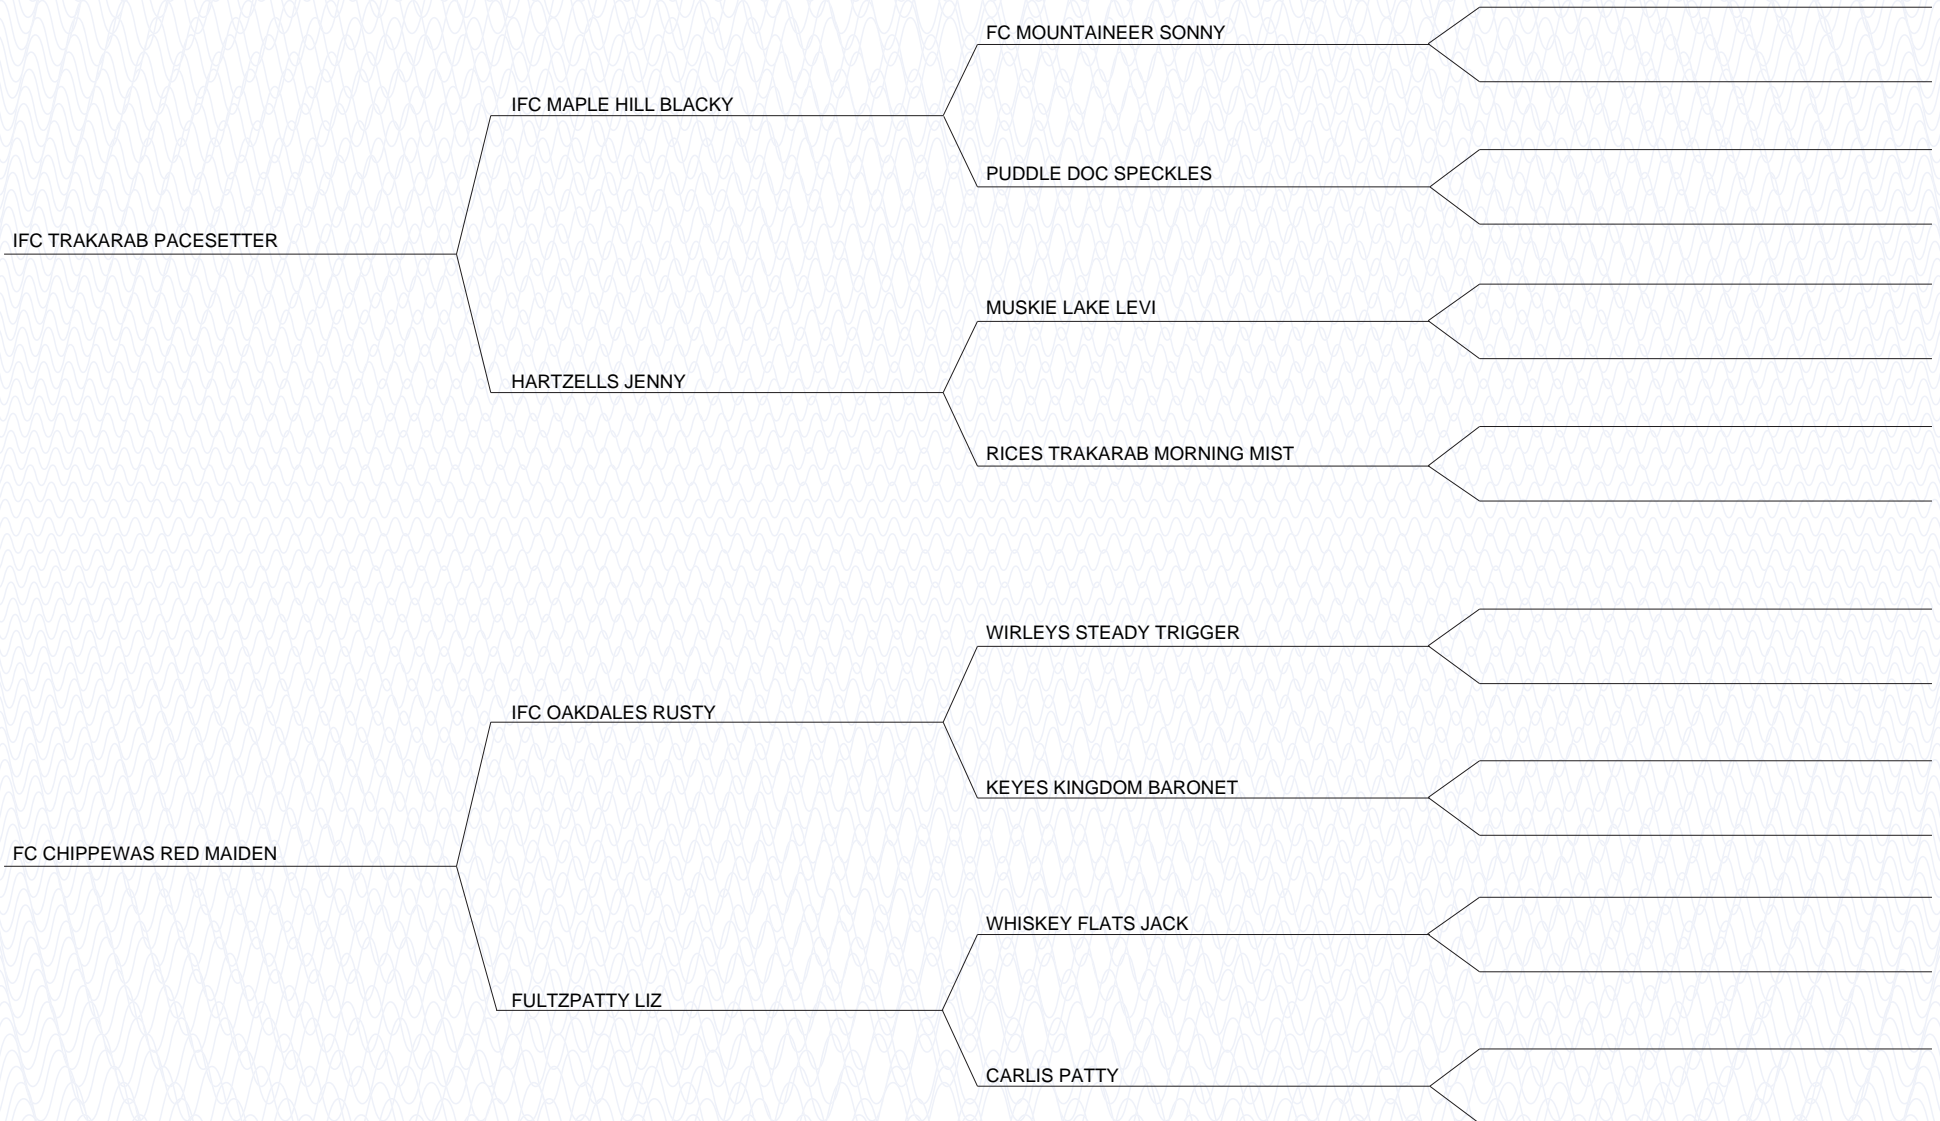 FC MOUNTAINEER SONNY
IFC MAPLE HILL BLACKY
PUDDLE DOC SPECKLES
IFC TRAKARAB PACESETTER
MUSKIE LAKE LEVI
HARTZELLS JENNY
RICES TRAKARAB MORNING MIST
WIRLEYS STEADY TRIGGER
IFC OAKDALES RUSTY
KEYES KINGDOM BARONET
FC CHIPPEWAS RED MAIDEN
WHISKEY FLATS JACK
FULTZPATTY LIZ
CARLIS PATTY